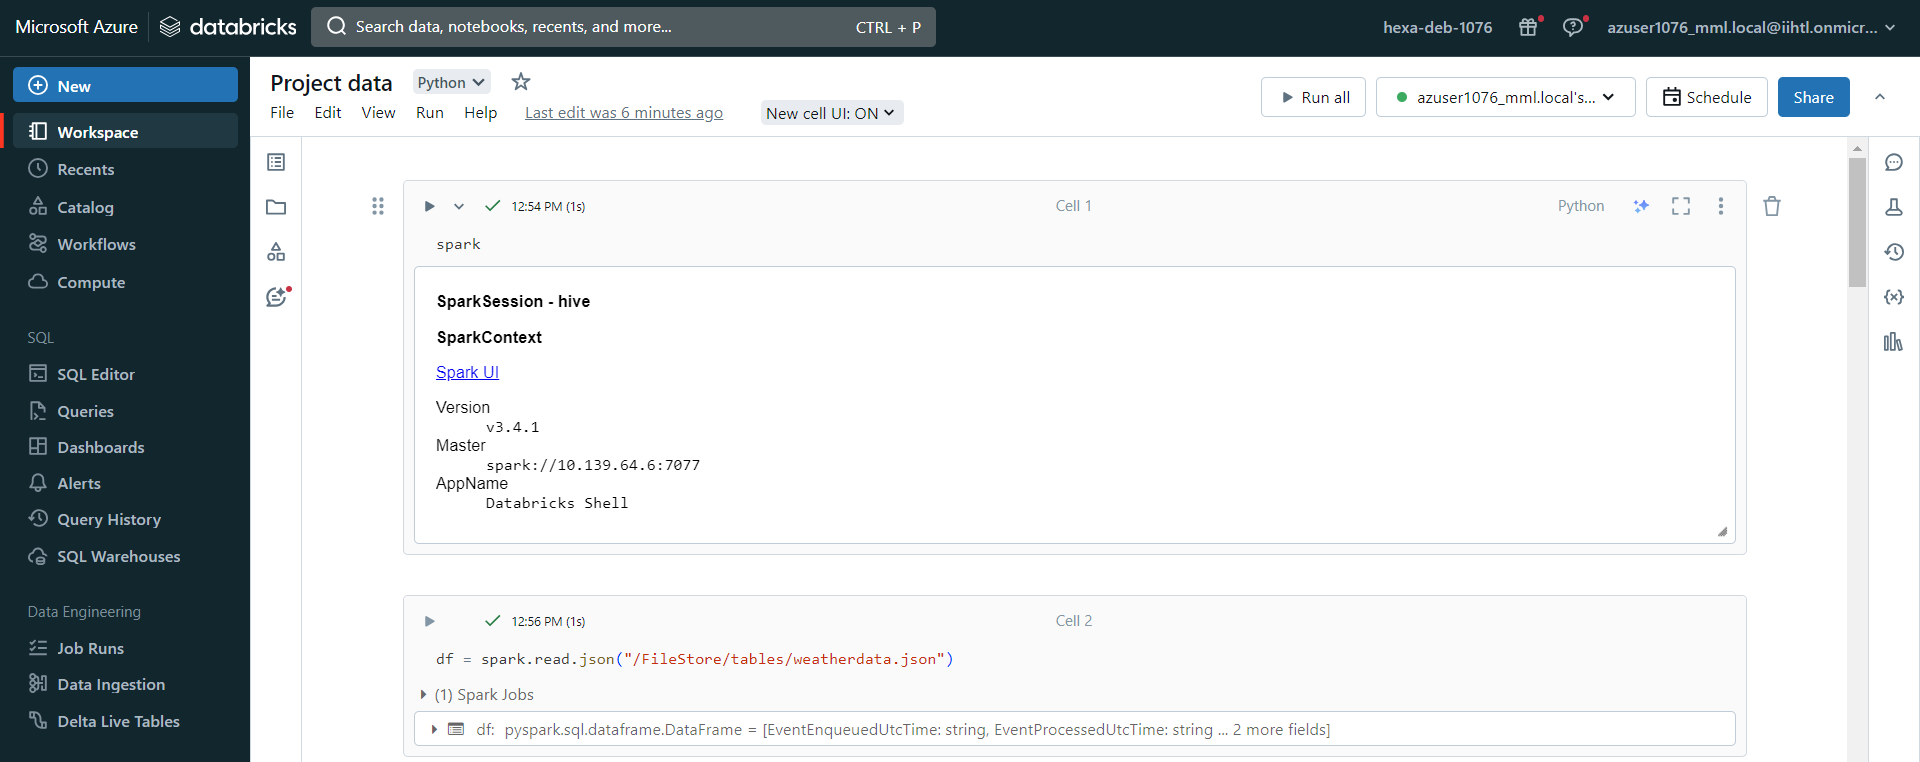 Microsoft Azure databricks Search data, notebooks, recents, and more... CTRL + P hexa-deb-1076 azuser1076_mml.local@iihtl.onmicr...
New
Workspace
Recents
Catalog
Workflows
Compute
SQL
SQL Editor
Queries
Dashboards
Alerts
Query History
SQL Warehouses
Data Engineering
Job Runs
Data Ingestion
Delta Live Tables
Project data Python
File Edit View Run Help Last edit was 6 minutes ago New cell UI: ON
Run all azuser1076_mml.local's... Schedule Share
12:54 PM (1s) Cell 1 Python
spark
SparkSession - hive
SparkContext
Spark UI
Version
v3.4.1
Master
spark://10.139.64.6:7077
AppName
Databricks Shell
12:56 PM (1s) Cell 2
df = spark.read.json("/FileStore/tables/weatherdata.json")
(1) Spark Jobs
df: pyspark.sql.dataframe.DataFrame = [EventEnqueuedUtcTime: string, EventProcessedUtcTime: string ... 2 more fields]